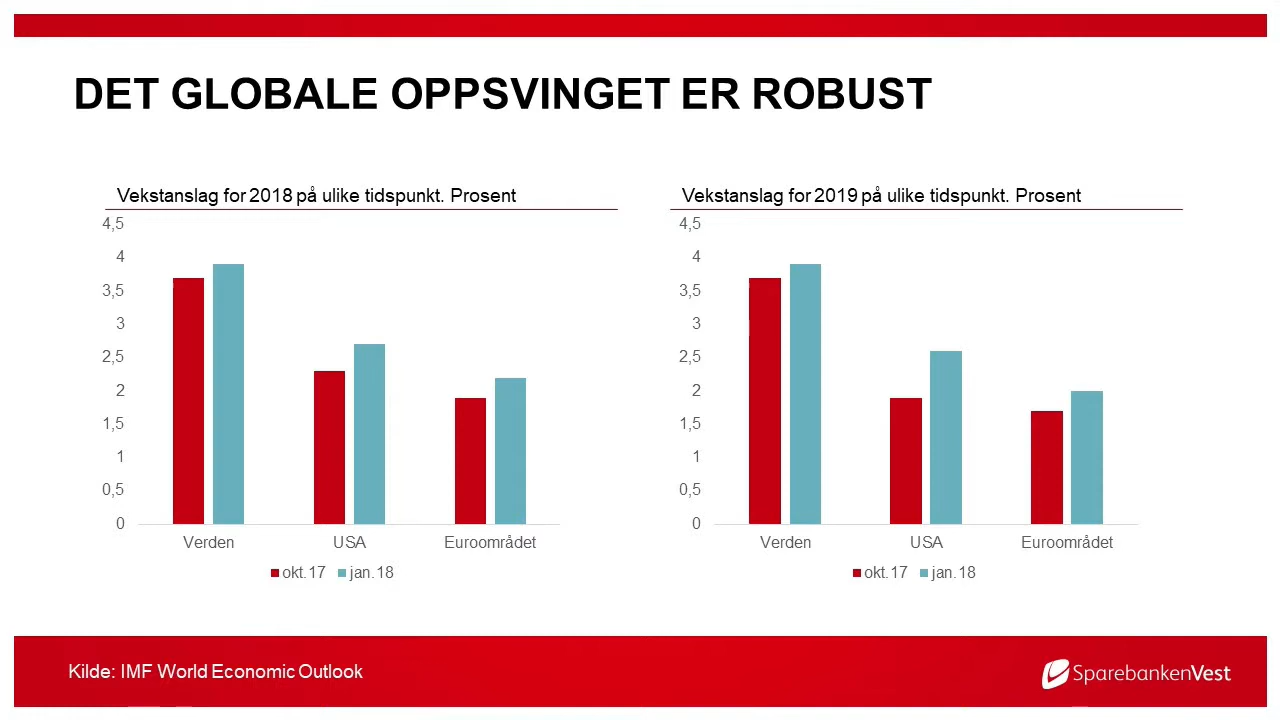 DET GLOBALE OPPSVINGET ER ROBUST
Vekstanslag for 2018 på ulike tidspunkt. Prosent
4,5
4
3,5
3
2,5
2
1,5
1
0,5
0
Verden USA Euroområdet
okt.17 jan.18
Vekstanslag for 2019 på ulike tidspunkt. Prosent
4,5
4
3,5
3
2,5
2
1,5
1
0,5
0
Verden USA Euroområdet
okt.17 jan.18
Kilde: IMF World Economic Outlook
SparebankenVest